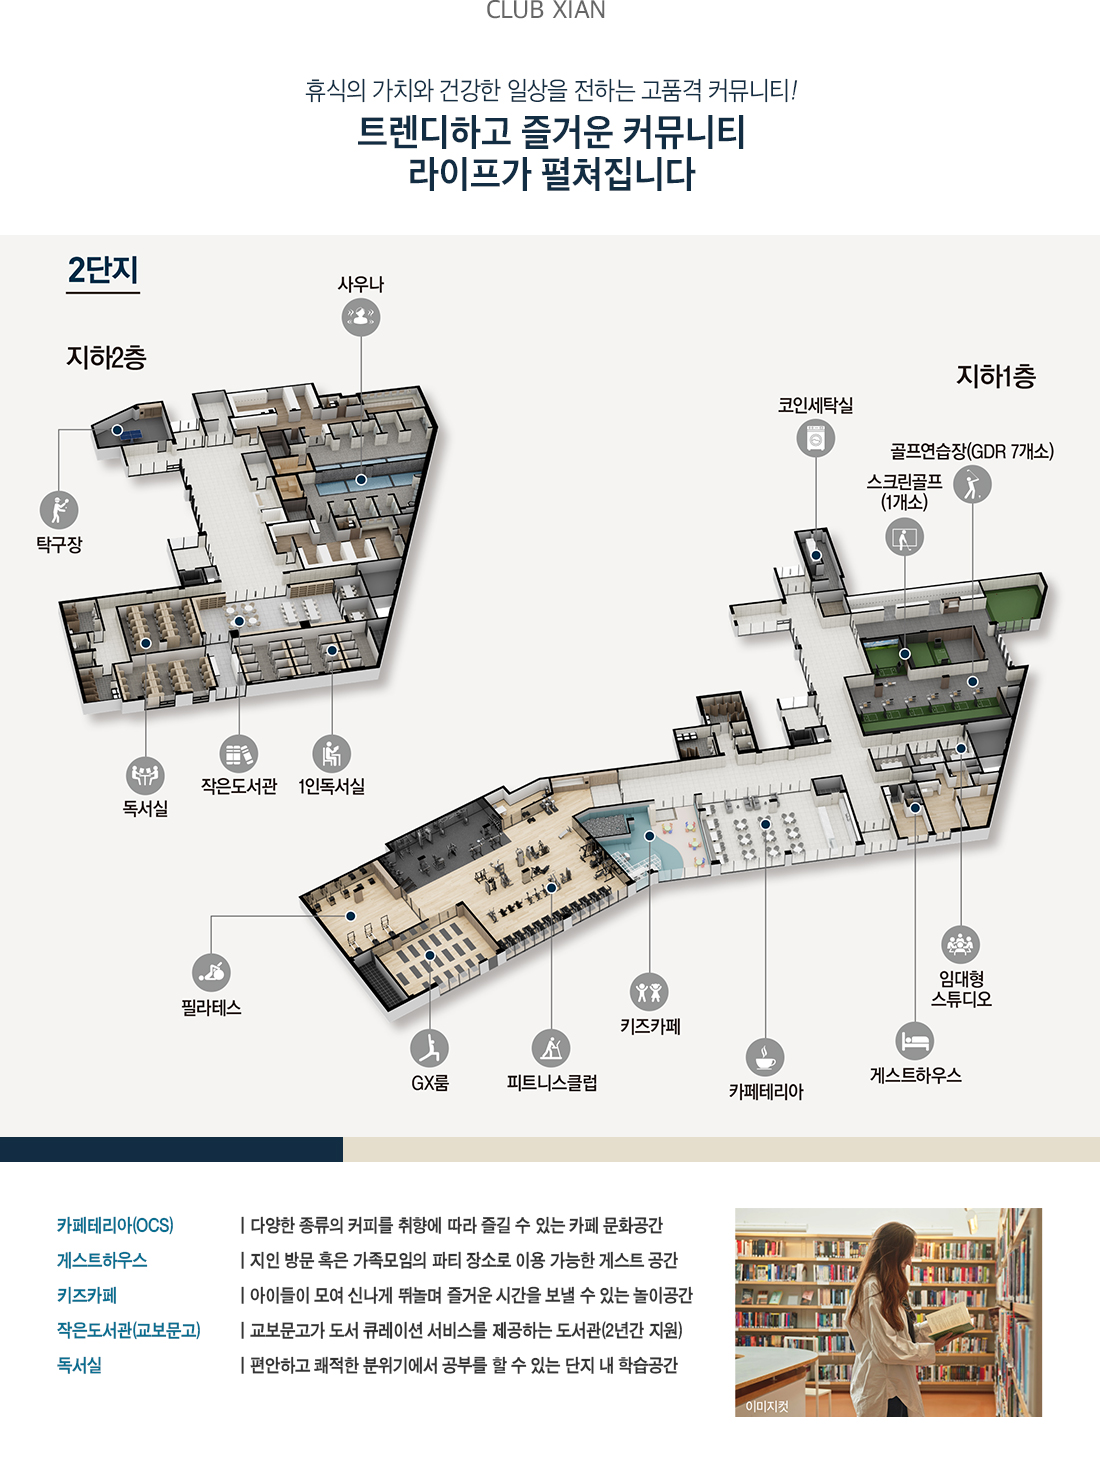 CLUB XIAN
휴식의 가치와 건강한 일상을 전하는 고품격 커뮤니티!
트렌디하고 즐거운 커뮤니티
라이프가 펼쳐집니다
2단지
지하2층
사우나
탁구장
독서실
작은도서관
1인독서실
지하1층
코인세탁실
골프연습장(GDR 7개소)
스크린골프
(1개소)
필라테스
GX룸
피트니스클럽
키즈카페
카페테리아
게스트하우스
임대형
스튜디오
카페테리아(OCS) | 다양한 종류의 커피를 취향에 따라 즐길 수 있는 카페 문화공간
게스트하우스 | 지인 방문 혹은 가족모임의 파티 장소로 이용 가능한 게스트 공간
키즈카페 | 아이들이 모여 신나게 뛰놀며 즐거운 시간을 보낼 수 있는 놀이공간
작은도서관(교보문고) | 교보문고가 도서 큐레이션 서비스를 제공하는 도서관(2년간 지원)
독서실 | 편안하고 쾌적한 분위기에서 공부를 할 수 있는 단지 내 학습공간
이미지컷